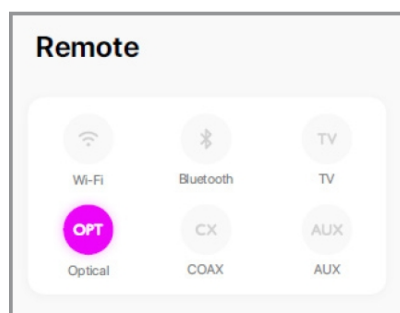 Remote
TV
Wi-Fi Bluetooth TV
OPT CX AUX
Optical COAX AUX